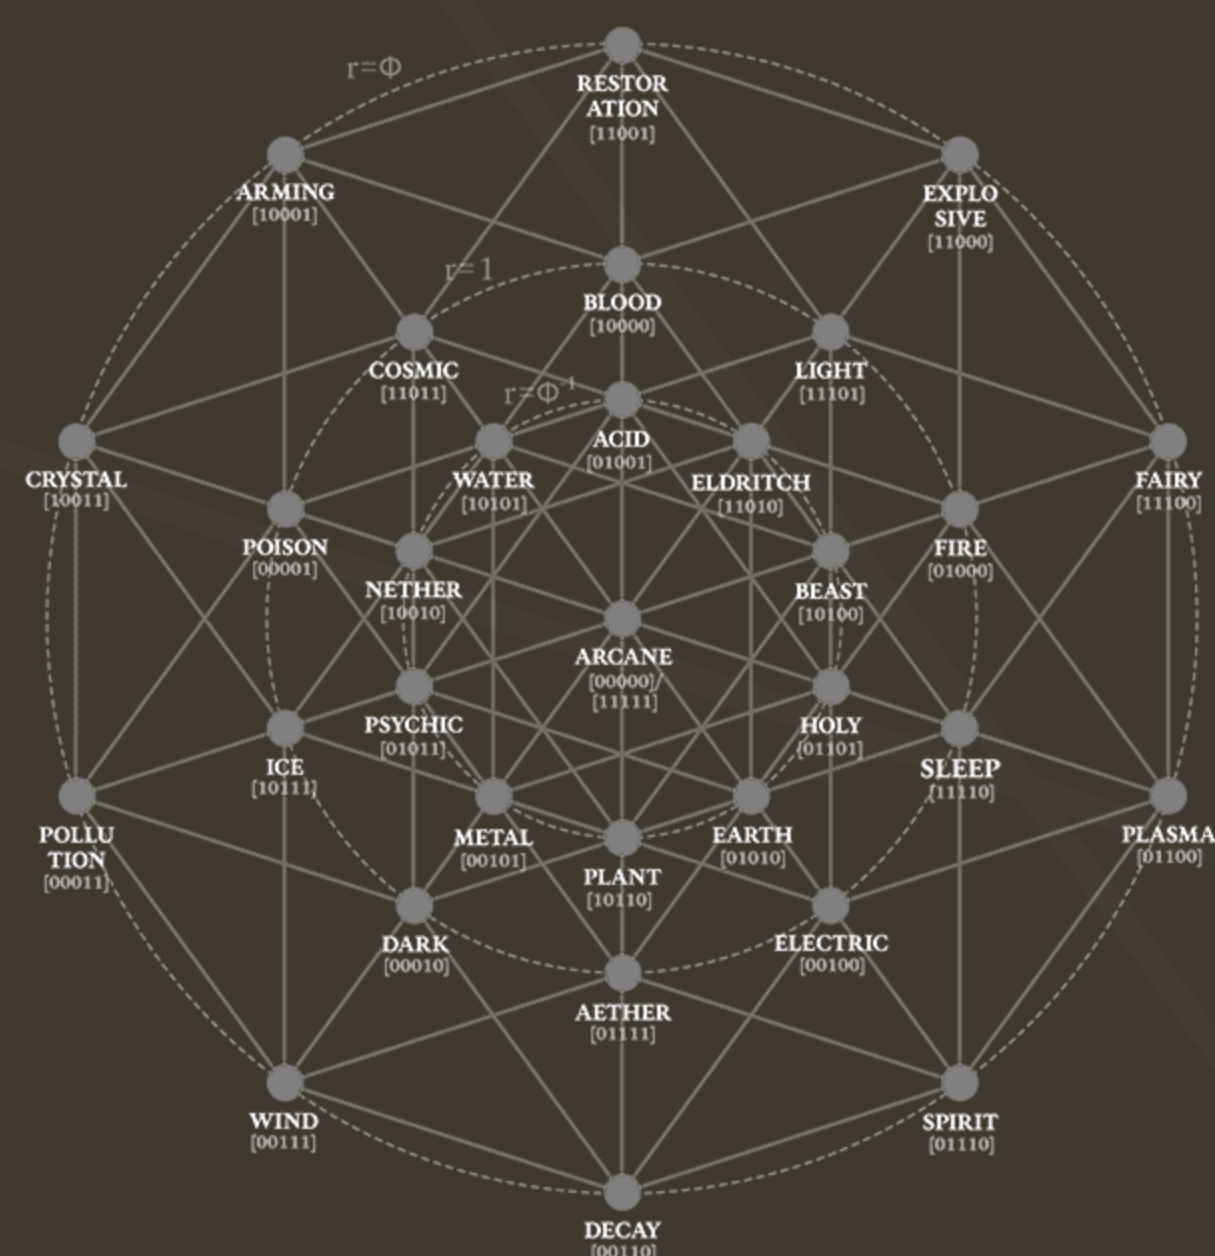 r=Φ
RESTOR
ATION
[11001]
ARMING
[10001]
EXPLO
SIVE
[11000]
r=1
BLOOD
[10000]
COSMIC
[11011]
LIGHT
[11101]
r=Φ⁻¹
ACID
[01001]
CRYSTAL
[10011]
WATER
[10101]
ELDRITCH
[11010]
FAIRY
[11100]
POISON
[00001]
FIRE
[01000]
NETHER
[10010]
BEAST
[10100]
ARCANE
[00000]/
[11111]
PSYCHIC
[01011]
HOLY
[01101]
ICE
[10111]
SLEEP
[11110]
POLLU
TION
[00011]
METAL
[00101]
EARTH
[01010]
PLASMA
[01100]
PLANT
[10110]
DARK
[00010]
ELECTRIC
[00100]
AETHER
[01111]
WIND
[00111]
SPIRIT
[01110]
DECAY
[00110]